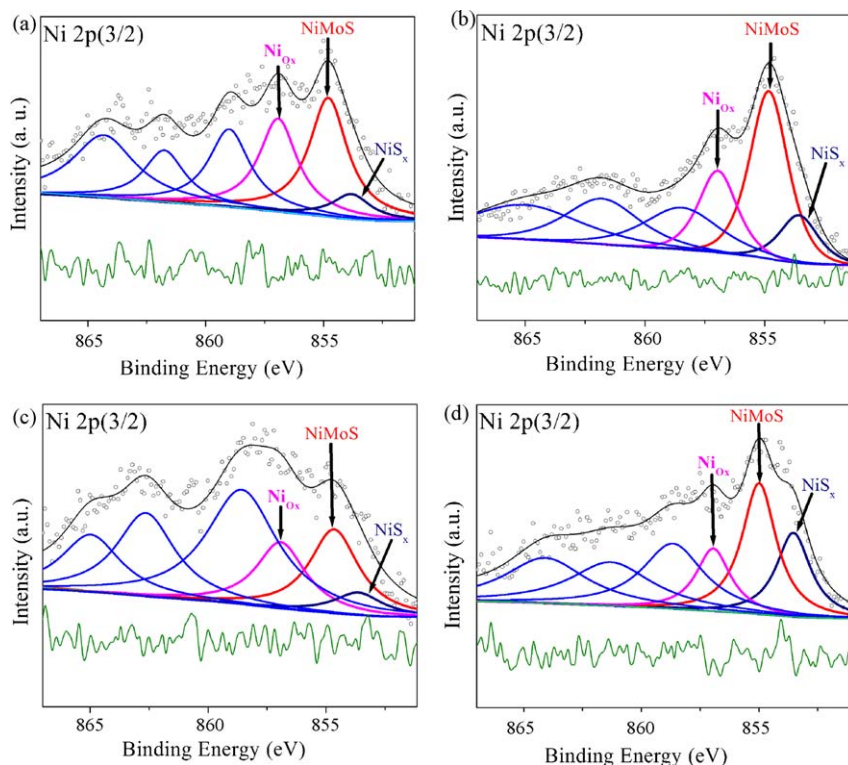 (a)
Ni 2p(3/2)
NiMoS
Ni_Ox
NiS_x
Intensity (a. u.)
865 860 855
Binding Energy (eV)
(b)
Ni 2p(3/2)
NiMoS
Ni_Ox
NiS_x
Intensity (a.u.)
865 860 855
Binding Energy (eV)
(c)
Ni 2p(3/2)
NiMoS
Ni_Ox
NiS_x
Intensity (a.u.)
865 860 855
Binding Energy (eV)
(d)
Ni 2p(3/2)
NiMoS
Ni_Ox
NiS_x
Intensity (a.u.)
865 860 855
Binding Energy (eV)